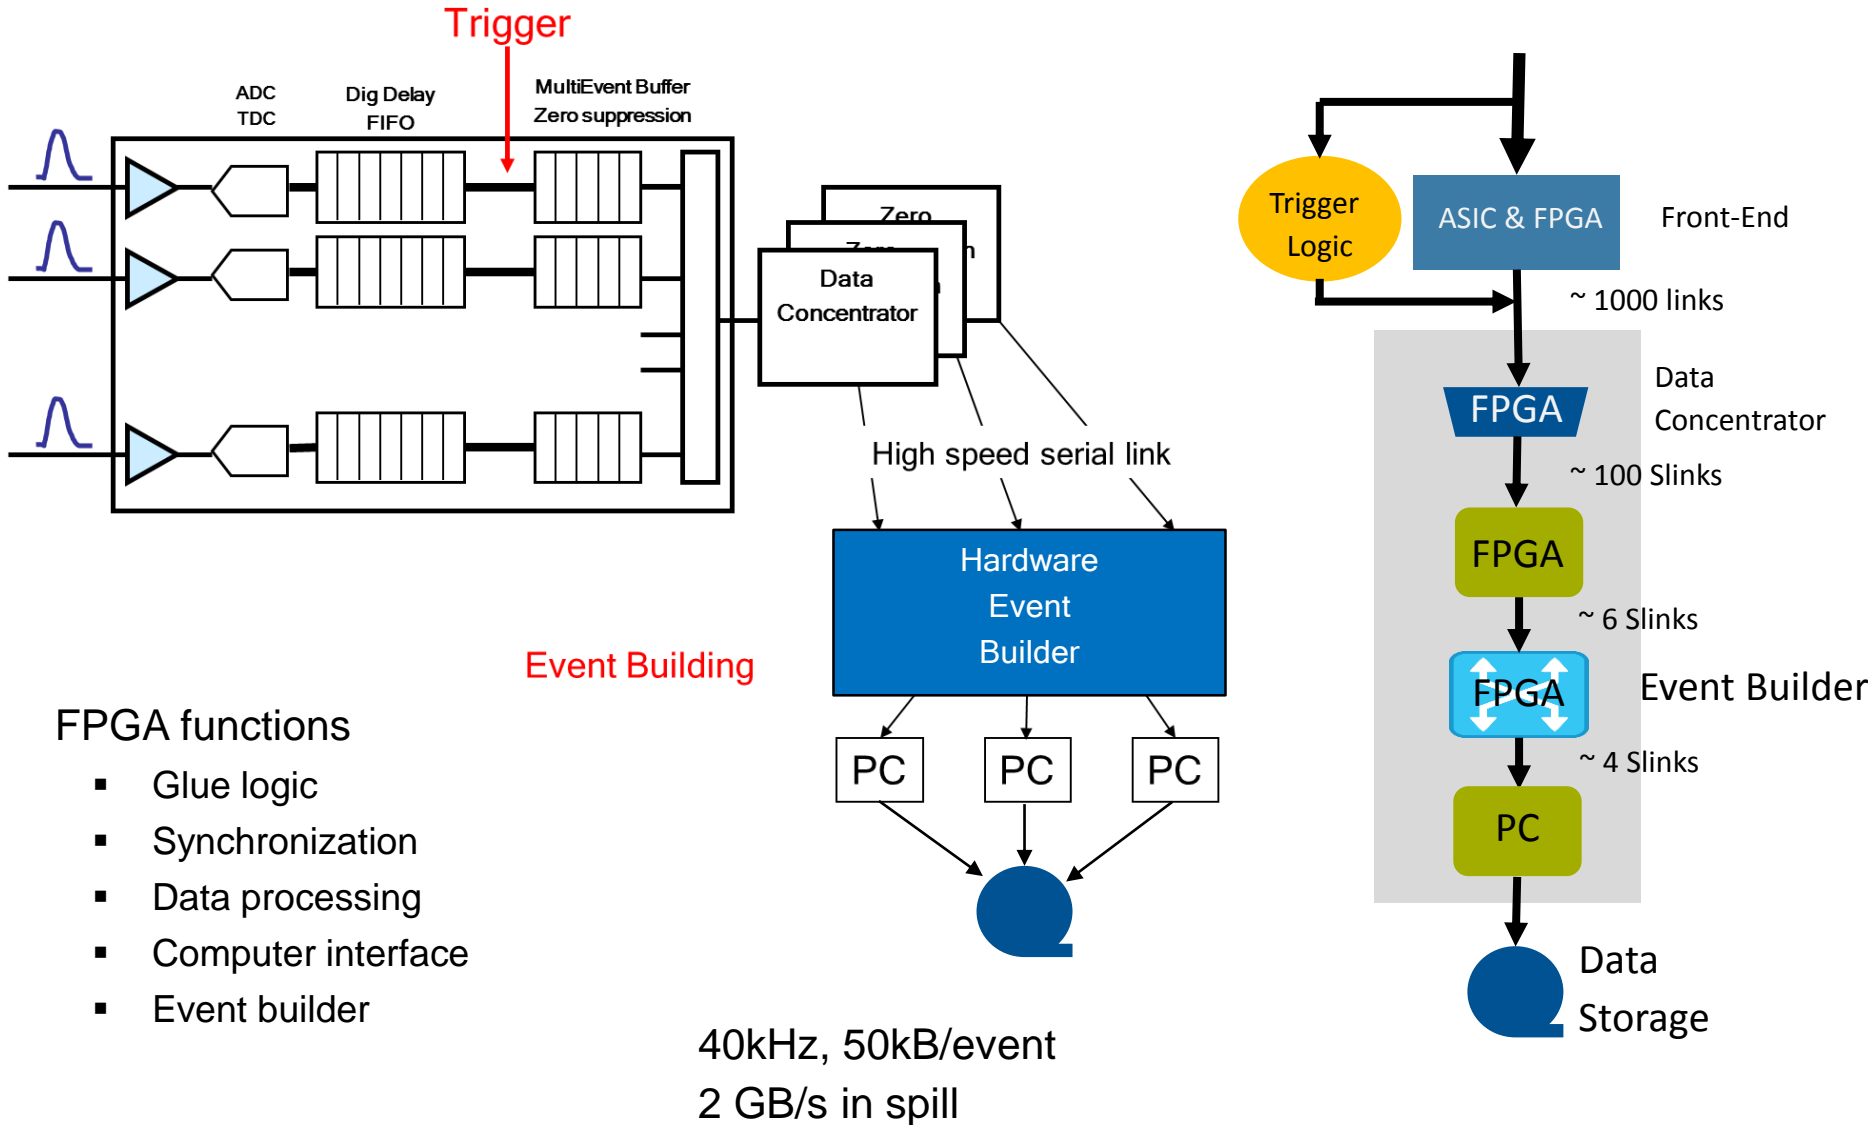 Trigger
ADC
TDC
Dig Delay
FIFO
MultiEvent Buffer
Zero suppression
Zero
Data
Concentrator
High speed serial link
Hardware
Event
Builder
Event Building
PC
PC
PC
FPGA functions
▪ Glue logic
▪ Synchronization
▪ Data processing
▪ Computer interface
▪ Event builder
40kHz, 50kB/event
2 GB/s in spill
Trigger
Logic
ASIC & FPGA
Front-End
~ 1000 links
FPGA
Data
Concentrator
~ 100 Slinks
FPGA
~ 6 Slinks
FPGA
Event Builder
~ 4 Slinks
PC
Data
Storage